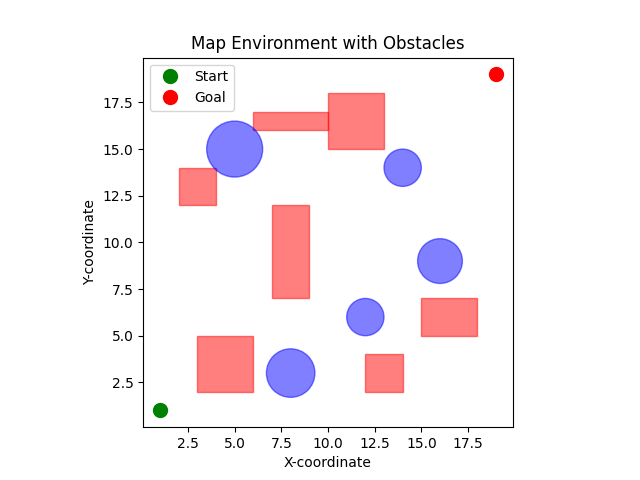 Map Environment with Obstacles
Start
Goal
17.5
15.0
12.5
10.0
7.5
5.0
2.5
Y-coordinate
2.5 5.0 7.5 10.0 12.5 15.0 17.5
X-coordinate